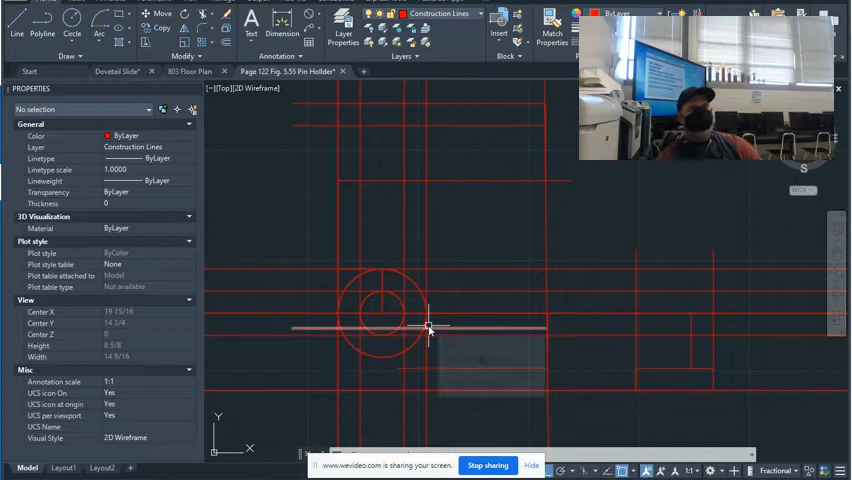 Line
Polyline
Circle
Arc
Move
Copy
Text
Dimension
Layer
Properties
Construction Lines
Insert
Match
Properties
ByLayer
Draw
Modify
Layers
Start
Dovetail Slide*
803 Floor Plan
Page 122 Fig. 5.55 Pin Hollder*
PROPERTIES
[−][Top][2D Wireframe]
No selection
General
Color ByLayer
Layer Construction Lines
Linetype ByLayer
Linetype scale 1.0000
Lineweight ByLayer
Transparency ByLayer
Thickness 0
3D Visualization
Material ByLayer
Plot style
Plot style ByColor
Plot style table None
Plot table attached to Model
Plot table type Not available
View
Center X 19 15/16
Center Y 14 3/4
Center Z 0
Height 8 5/8
Width 14 9/16
Misc
Annotation scale 1:1
UCS icon On Yes
UCS icon at origin Yes
UCS per viewport Yes
UCS Name
Visual Style 2D Wireframe
S
WCS
Y
X
Model
Layout1
Layout2
www.wevideo.com is sharing your screen.
Stop sharing
Hide
1:1
Fractional